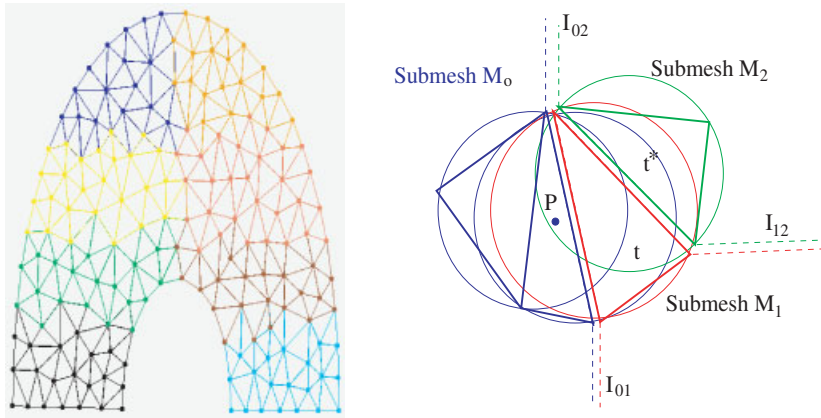 I₀₂
Submesh Mₒ
Submesh M₂
t*
P
I₁₂
t
Submesh M₁
I₀₁